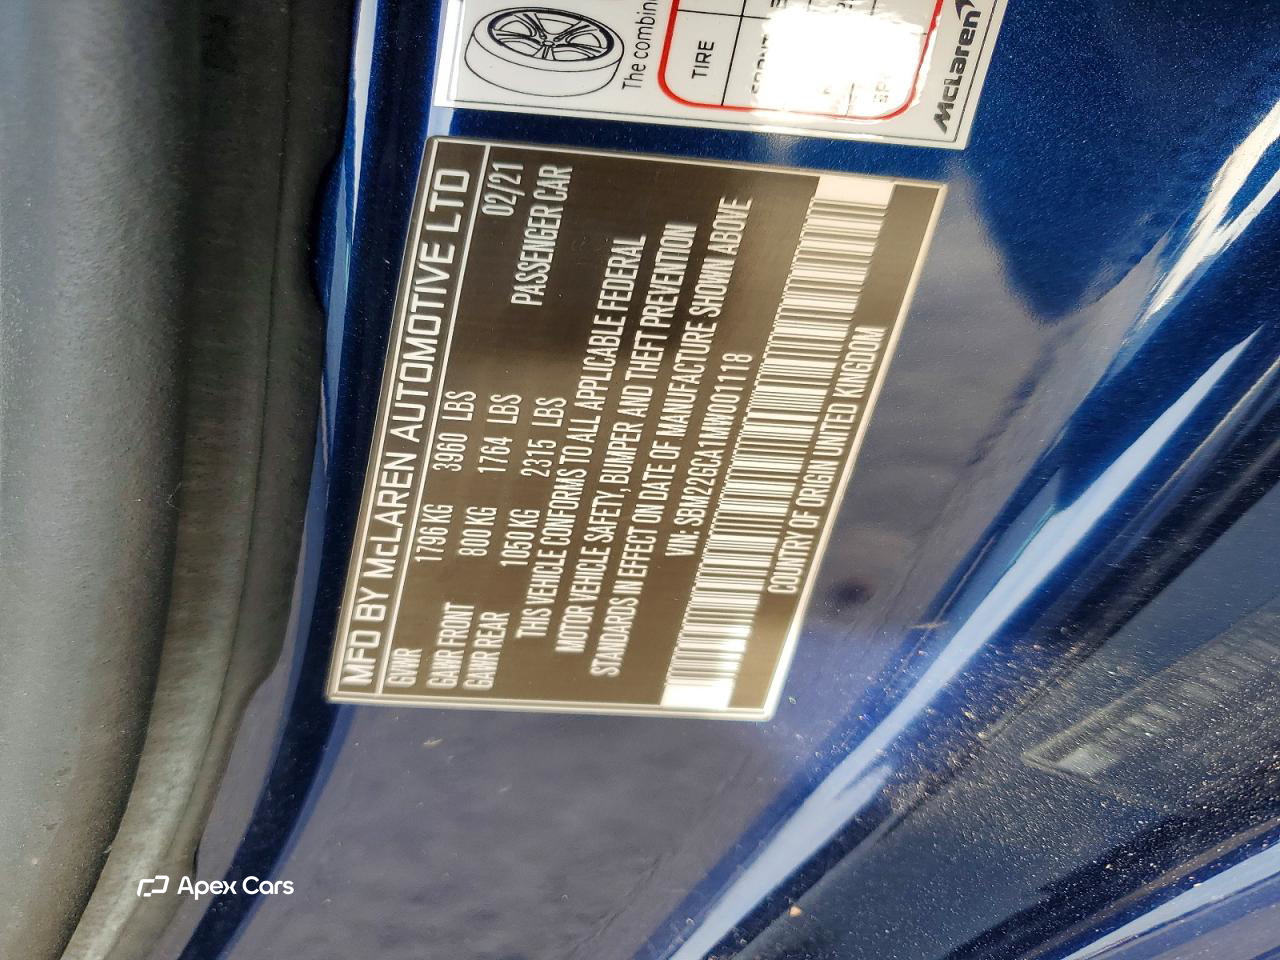 The combin
TIRE
McLaren
MFD BY McLAREN AUTOMOTIVE LTD
GVWR 1796 KG 3960 LBS 02/21
GAWR FRONT 800 KG 1764 LBS PASSENGER CAR
GAWR REAR 1050 KG 2315 LBS
THIS VEHICLE CONFORMS TO ALL APPLICABLE FEDERAL
MOTOR VEHICLE SAFETY, BUMPER AND THEFT PREVENTION
STANDARDS IN EFFECT ON DATE OF MANUFACTURE SHOWN ABOVE
VIN: SBM22GCA1MW001118
COUNTRY OF ORIGIN UNITED KINGDOM
Apex Cars